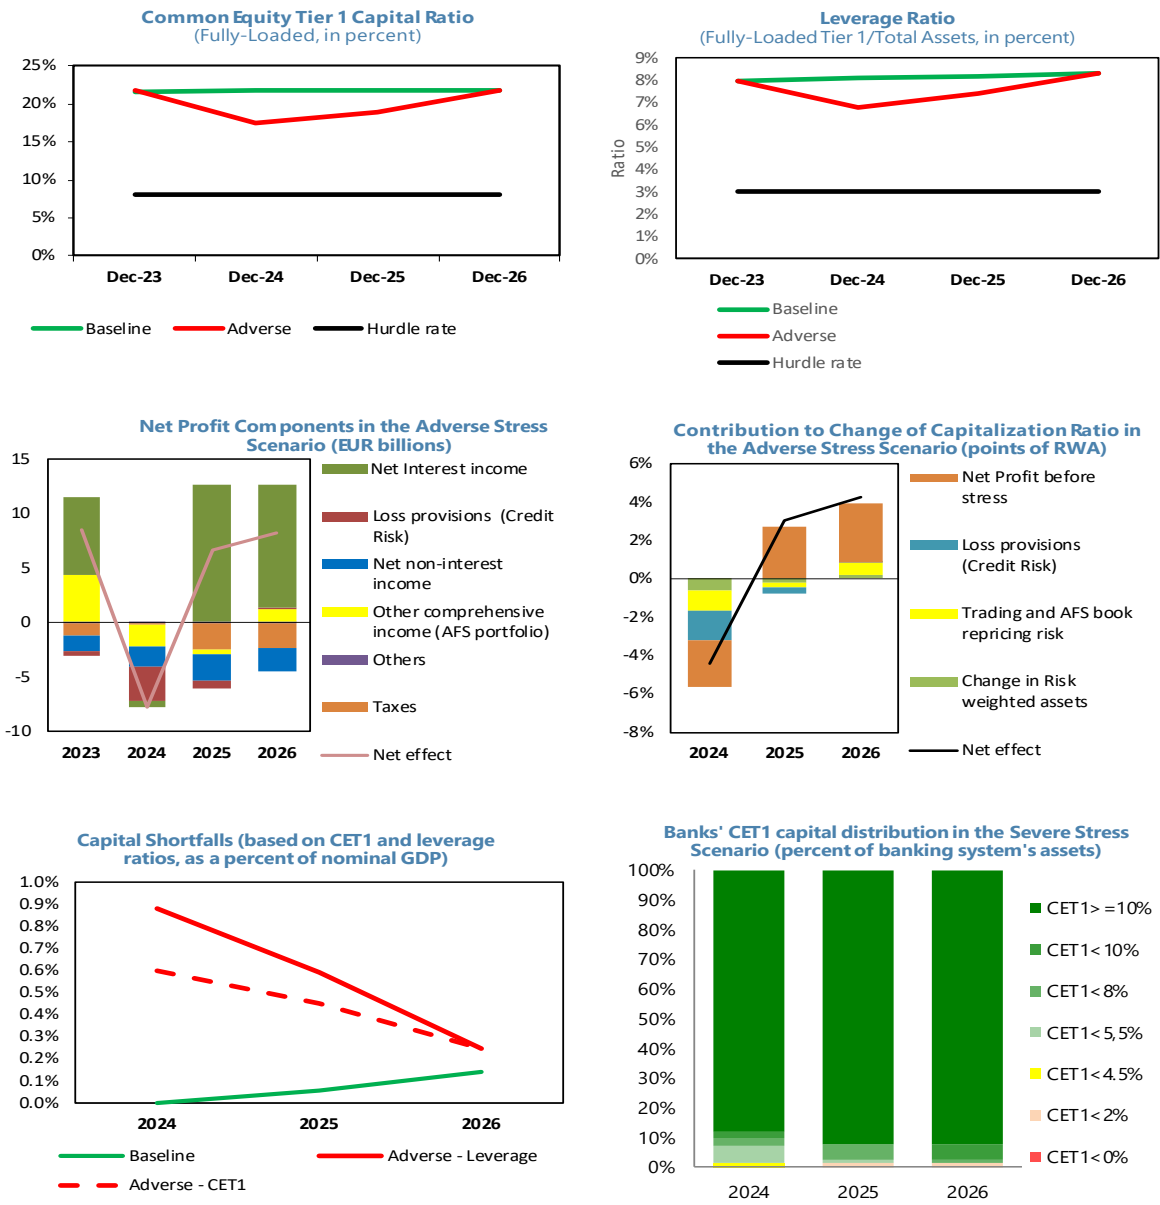 Common Equity Tier 1 Capital Ratio
(Fully-Loaded, in percent)
25%
20%
15%
10%
5%
0%
Dec-23 Dec-24 Dec-25 Dec-26
Baseline Adverse Hurdle rate
Leverage Ratio
(Fully-Loaded Tier 1/Total Assets, in percent)
Ratio
9%
8%
7%
6%
5%
4%
3%
2%
1%
0%
Dec-23 Dec-24 Dec-25 Dec-26
Baseline
Adverse
Hurdle rate
Net Profit Components in the Adverse Stress
Scenario (EUR billions)
15
10
5
0
-5
-10
2023 2024 2025 2026
Net Interest income
Loss provisions (Credit
Risk)
Net non-interest
income
Other comprehensive
income (AFS portfolio)
Others
Taxes
Net effect
Contribution to Change of Capitalization Ratio in
the Adverse Stress Scenario (points of RWA)
6%
4%
2%
0%
-2%
-4%
-6%
-8%
2024 2025 2026
Net Profit before
stress
Loss provisions
(Credit Risk)
Trading and AFS book
repricing risk
Change in Risk
weighted assets
Net effect
Capital Shortfalls (based on CET1 and leverage
ratios, as a percent of nominal GDP)
1.0%
0.9%
0.8%
0.7%
0.6%
0.5%
0.4%
0.3%
0.2%
0.1%
0.0%
2024 2025 2026
Baseline Adverse - Leverage
Adverse - CET1
Banks' CET1 capital distribution in the Severe Stress
Scenario (percent of banking system's assets)
100%
90%
80%
70%
60%
50%
40%
30%
20%
10%
0%
2024 2025 2026
CET1>=10%
CET1<10%
CET1<8%
CET1<5,5%
CET1<4.5%
CET1<2%
CET1<0%